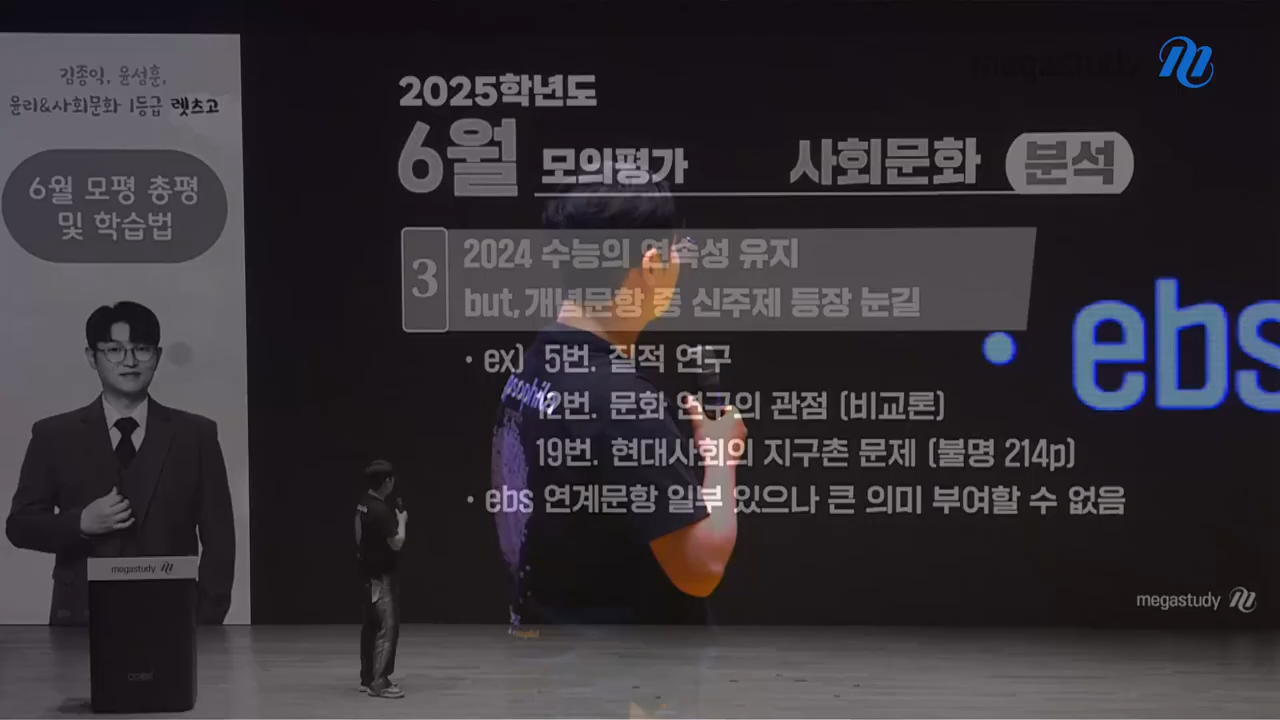 김종익, 윤성훈,
윤리&사회문화 1등급 렛츠고
6월 모평 총평
및 학습법
2025학년도
6월 모의평가 사회문화 분석
3
2024 수능의 연속성 유지
but, 개념문항 중 신주제 등장 눈길
· ex) 5번. 질적 연구
12번. 문화 연구의 관점 (비교론)
19번. 현대사회의 지구촌 문제 (불명 214p)
· ebs 연계문항 일부 있으나 큰 의미 부여할 수 없음
· ebs
megastudy
megastudy
megastudy